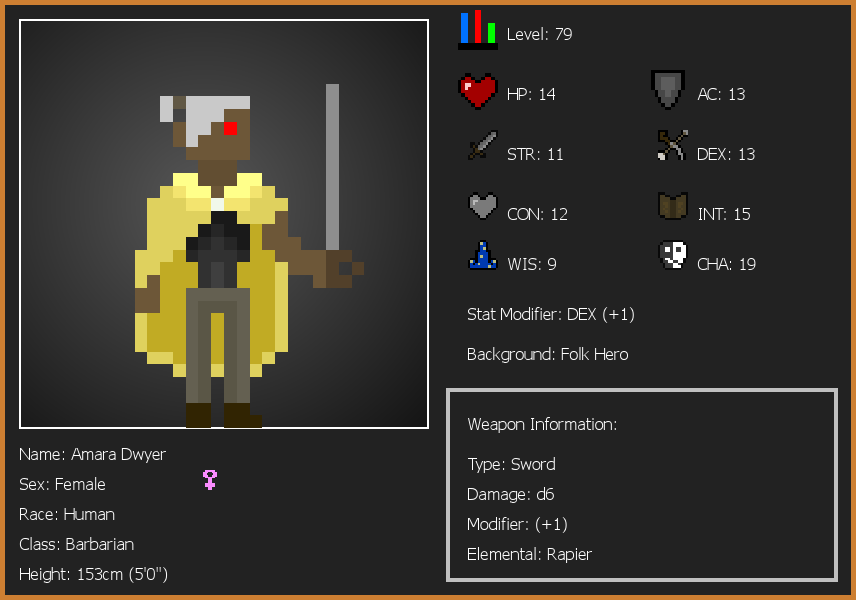 Level: 79
HP: 14
AC: 13
STR: 11
DEX: 13
CON: 12
INT: 15
WIS: 9
CHA: 19
Stat Modifier: DEX (+1)
Background: Folk Hero
Weapon Information:
Type: Sword
Damage: d6
Modifier: (+1)
Elemental: Rapier
Name: Amara Dwyer
Sex: Female
Race: Human
Class: Barbarian
Height: 153cm (5'0")